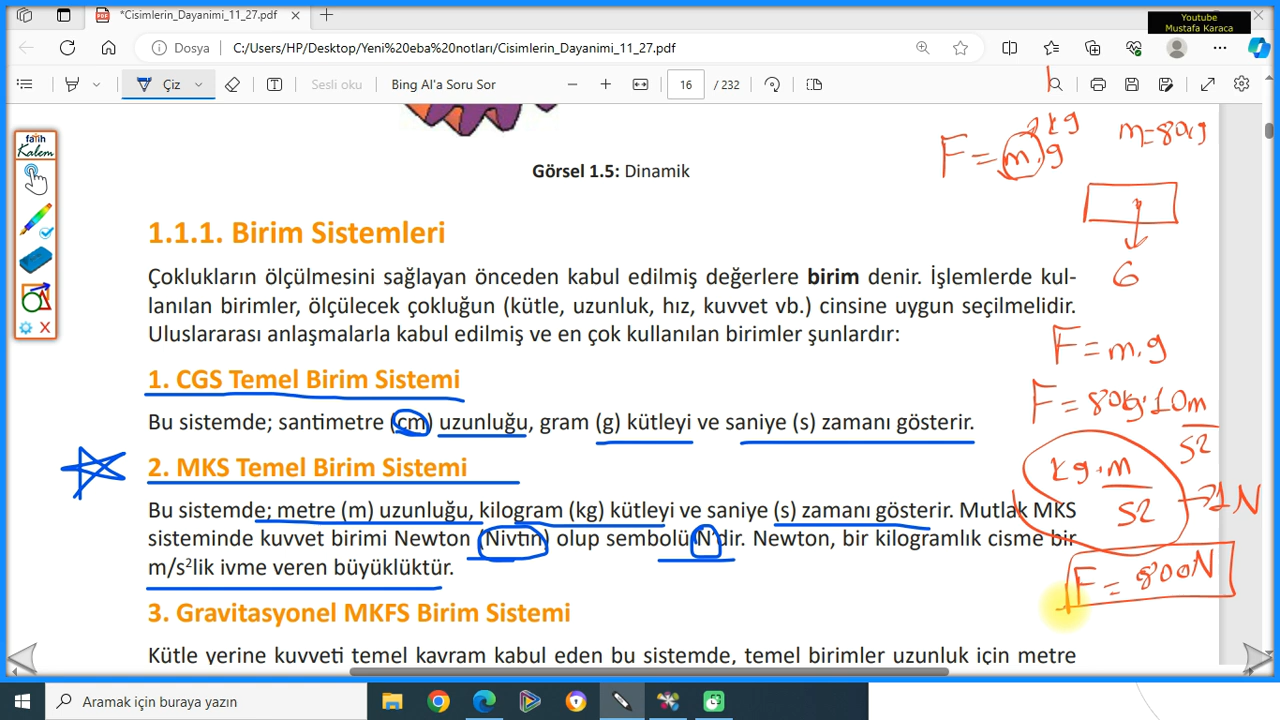 *Cisimlerin_Dayanimi_11_27.pdf
Youtube
Mustafa Karaca
Dosya
C:/Users/HP/Desktop/Yeni%20eba%20notları/Cisimlerin_Dayanimi_11_27.pdf
Çiz
Sesli oku
Bing AI'a Soru Sor
16 / 232
fatih
Kalem
Görsel 1.5: Dinamik
kg
F = m.g
m=80kg
G
1.1.1. Birim Sistemleri
Çoklukların ölçülmesini sağlayan önceden kabul edilmiş değerlere birim denir. İşlemlerde kul-
lanılan birimler, ölçülecek çokluğun (kütle, uzunluk, hız, kuvvet vb.) cinsine uygun seçilmelidir.
Uluslararası anlaşmalarla kabul edilmiş ve en çok kullanılan birimler şunlardır:
F = m.g
1. CGS Temel Birim Sistemi
F = 80kg.10m
S2
Bu sistemde; santimetre (cm) uzunluğu, gram (g) kütleyi ve saniye (s) zamanı gösterir.
2. MKS Temel Birim Sistemi
kg.m
S2
1N
Bu sistemde; metre (m) uzunluğu, kilogram (kg) kütleyi ve saniye (s) zamanı gösterir. Mutlak MKS
sisteminde kuvvet birimi Newton (Nivtın) olup sembolü N'dir. Newton, bir kilogramlık cisme bir
m/s²lik ivme veren büyüklüktür.
F = 800N
3. Gravitasyonel MKFS Birim Sistemi
Kütle yerine kuvveti temel kavram kabul eden bu sistemde, temel birimler uzunluk için metre
Aramak için buraya yazın